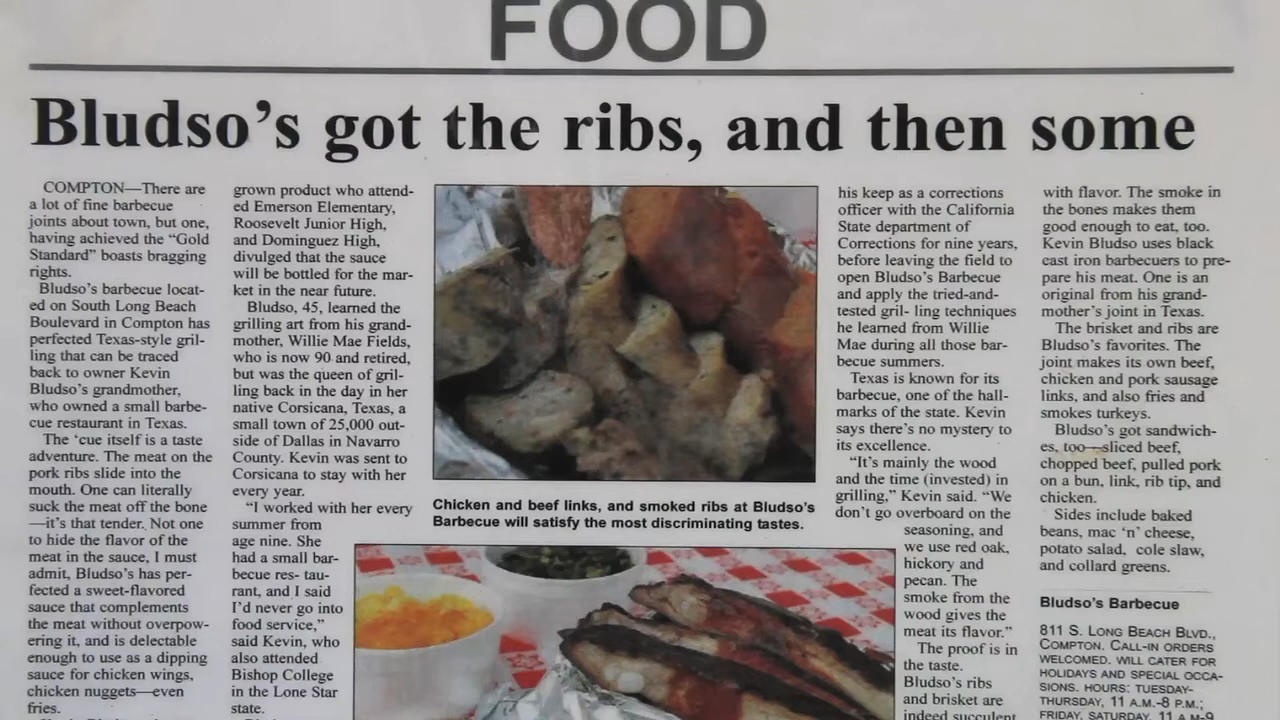 FOOD
Bludso's got the ribs, and then some
COMPTON—There are
a lot of fine barbecue
joints about town, but one,
having achieved the "Gold
Standard" boasts bragging
rights.
Bludso's barbecue locat-
ed on South Long Beach
Boulevard in Compton has
perfected Texas-style gril-
ling that can be traced
back to owner Kevin
Bludso's grandmother,
who owned a small barbe-
cue restaurant in Texas.
The 'cue itself is a taste
adventure. The meat on the
pork ribs slide into the
mouth. One can literally
suck the meat off the bone
—it's that tender. Not one
to hide the flavor of the
meat in the sauce, I must
admit, Bludso's has per-
fected a sweet-flavored
sauce that complements
the meat without overpow-
ering it, and is delectable
enough to use as a dipping
sauce for chicken wings,
chicken nuggets—even
fries.
grown product who attend-
ed Emerson Elementary,
Roosevelt Junior High,
and Dominguez High,
divulged that the sauce
will be bottled for the mar-
ket in the near future.
Bludso, 45, learned the
grilling art from his grand-
mother, Willie Mae Fields,
who is now 90 and retired,
but was the queen of gril-
ling back in the day in her
native Corsicana, Texas, a
small town of 25,000 out-
side of Dallas in Navarro
County. Kevin was sent to
Corsicana to stay with her
every year.
"I worked with her every
summer from
age nine. She
had a small bar-
becue res- tau-
rant, and I said
I'd never go into
food service,"
said Kevin, who
also attended
Bishop College
in the Lone Star
state.
Chicken and beef links, and smoked ribs at Bludso's
Barbecue will satisfy the most discriminating tastes.
his keep as a corrections
officer with the California
State department of
Corrections for nine years,
before leaving the field to
open Bludso's Barbecue
and apply the tried-and-
tested gril- ling techniques
he learned from Willie
Mae during all those bar-
becue summers.
Texas is known for its
barbecue, one of the hall-
marks of the state. Kevin
says there's no mystery to
its excellence.
"It's mainly the wood
and the time (invested) in
grilling," Kevin said. "We
don't go overboard on the
seasoning, and
we use red oak,
hickory and
pecan. The
smoke from the
wood gives the
meat its flavor."
The proof is in
the taste.
Bludso's ribs
and brisket are
indeed succulent
with flavor. The smoke in
the bones makes them
good enough to eat, too.
Kevin Bludso uses black
cast iron barbecuers to pre-
pare his meat. One is an
original from his grand-
mother's joint in Texas.
The brisket and ribs are
Bludso's favorites. The
joint makes its own beef,
chicken and pork sausage
links, and also fries and
smokes turkeys.
Bludso's got sandwich-
es, too—sliced beef,
chopped beef, pulled pork
on a bun, link, rib tip, and
chicken.
Sides include baked
beans, mac 'n' cheese,
potato salad, cole slaw,
and collard greens.
Bludso's Barbecue
811 S. LONG BEACH BLVD.,
COMPTON. CALL-IN ORDERS
WELCOMED. WILL CATER FOR
HOLIDAYS AND SPECIAL OCCA-
SIONS. HOURS: TUESDAY-
THURSDAY, 11 A.M.-8 P.M.;
FRIDAY, SATURDAY, 11 A.M-9